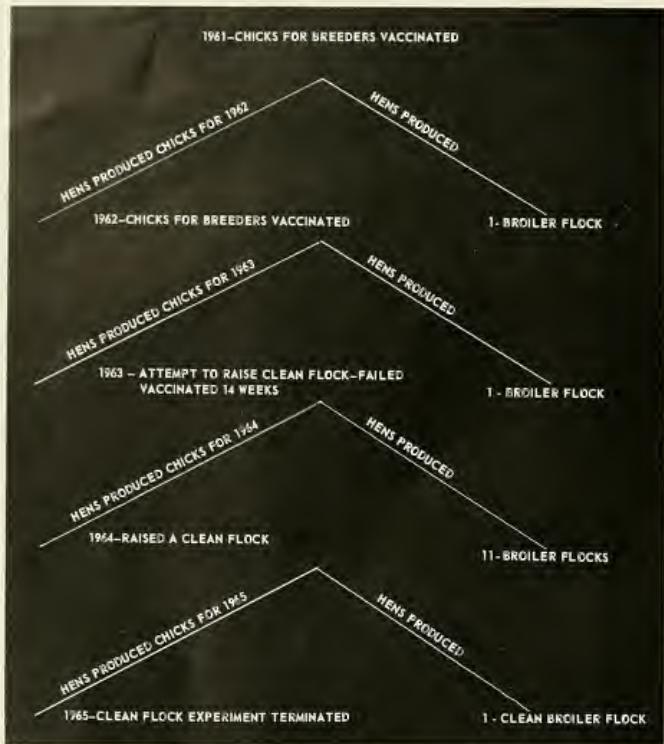 1961–CHICKS FOR BREEDERS VACCINATED
HENS PRODUCED CHICKS FOR 1962
HENS PRODUCED
1962–CHICKS FOR BREEDERS VACCINATED
1- BROILER FLOCK
HENS PRODUCED CHICKS FOR 1963
HENS PRODUCED
1963 – ATTEMPT TO RAISE CLEAN FLOCK–FAILED
VACCINATED 14 WEEKS
1 - BROILER FLOCK
HENS PRODUCED CHICKS FOR 1964
HENS PRODUCED
1964–RAISED A CLEAN FLOCK
11- BROILER FLOCKS
HENS PRODUCED CHICKS FOR 1965
HENS PRODUCED
1965–CLEAN FLOCK EXPERIMENT TERMINATED
1 - CLEAN BROILER FLOCK